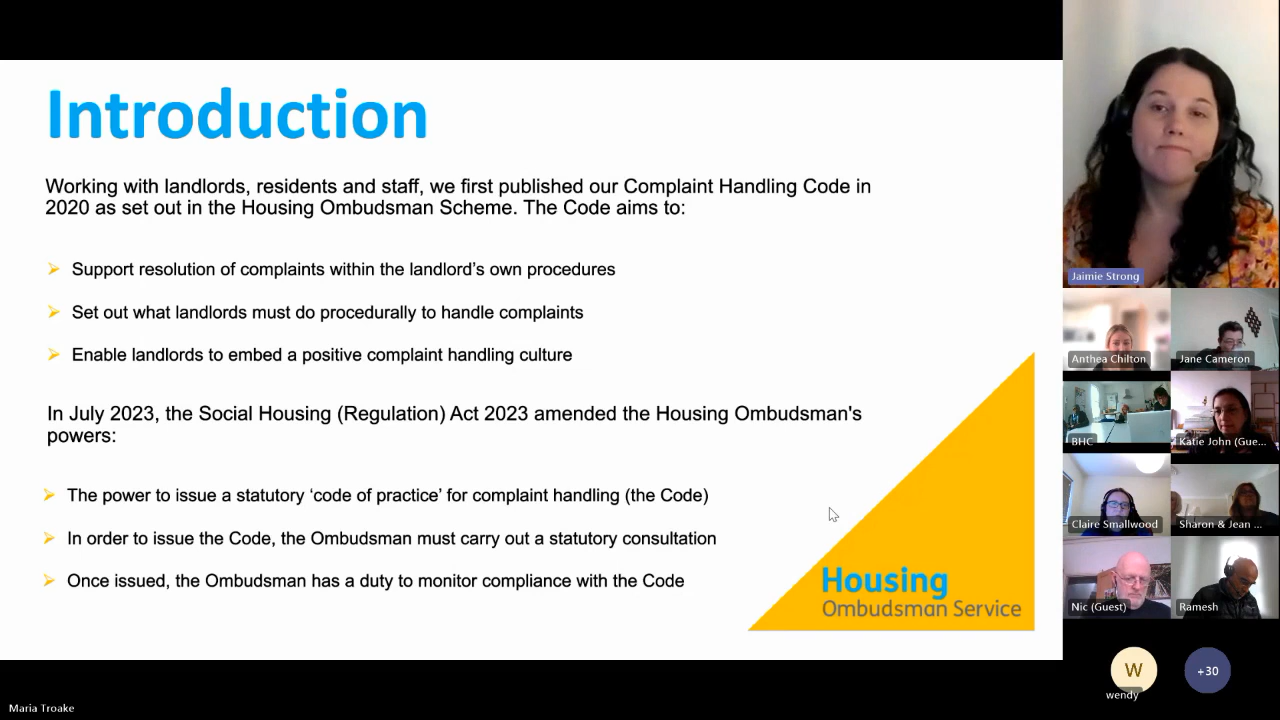 Introduction
Working with landlords, residents and staff, we first published our Complaint Handling Code in
2020 as set out in the Housing Ombudsman Scheme. The Code aims to:
Support resolution of complaints within the landlord's own procedures
Set out what landlords must do procedurally to handle complaints
Enable landlords to embed a positive complaint handling culture
In July 2023, the Social Housing (Regulation) Act 2023 amended the Housing Ombudsman's
powers:
The power to issue a statutory ‘code of practice’ for complaint handling (the Code)
In order to issue the Code, the Ombudsman must carry out a statutory consultation
Once issued, the Ombudsman has a duty to monitor compliance with the Code
Housing
Ombudsman Service
Maria Troake
Jaimie Strong
Anthea Chilton
Jane Cameron
BHC
Katie John (Gue...
Claire Smallwood
Sharon & Jean ...
Nic (Guest)
Ramesh
W
wendy
+30